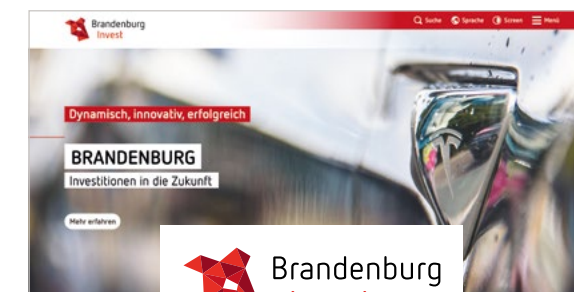 Brandenburg
Invest
Suche Sprache Screen Menü
Dynamisch, innovativ, erfolgreich
BRANDENBURG
Investitionen in die Zukunft
Mehr erfahren
Brandenburg